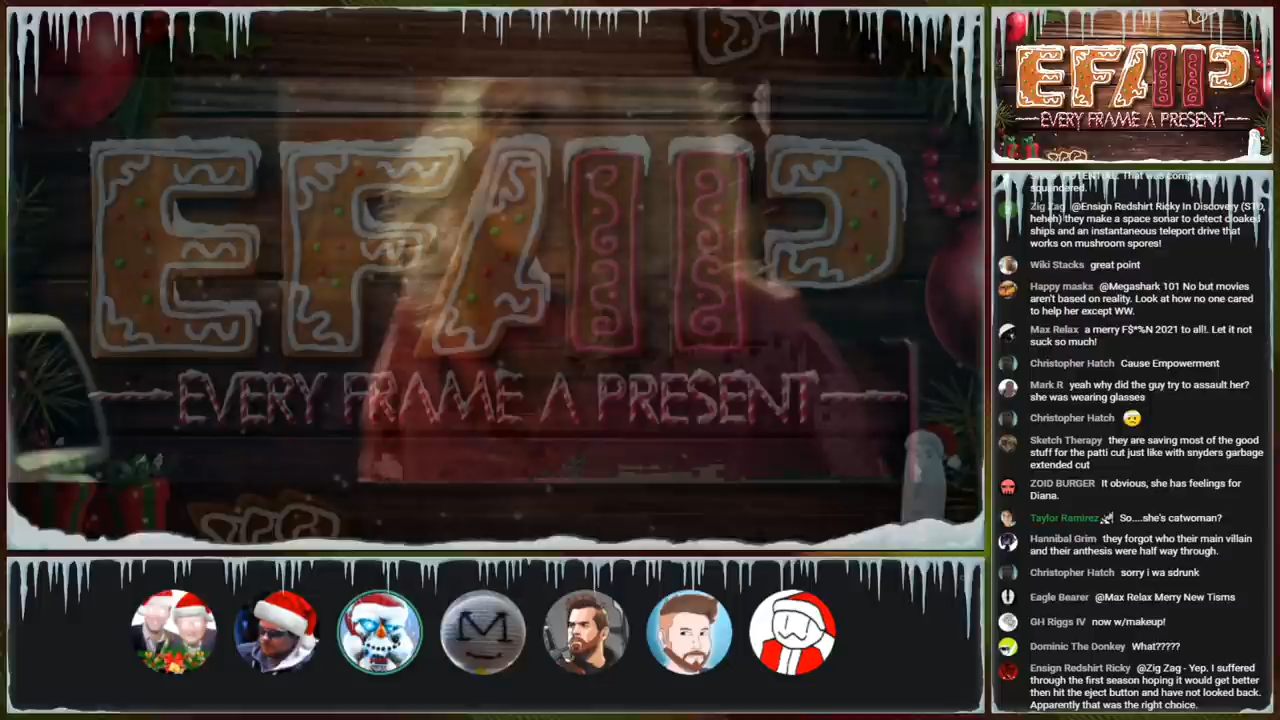 EFAP
EVERY FRAME A PRESENT
EFAP
EVERY FRAME A PRESENT
squandered.
Zig Zag @Ensign Redshirt Ricky In Discovery (STD,
heheh) they make a space sonar to detect cloaked
ships and an instantaneous teleport drive that
works on mushroom spores!
Wiki Stacks great point
Happy masks @Megashark 101 No but movies
aren't based on reality. Look at how no one cared
to help her except WW.
Max Relax a merry F$*%N 2021 to all!. Let it not
suck so much!
Christopher Hatch Cause Empowerment
Mark R yeah why did the guy try to assault her?
she was wearing glasses
Christopher Hatch
Sketch Therapy they are saving most of the good
stuff for the patti cut just like with snyders garbage
extended cut
ZOID BURGER It obvious, she has feelings for
Diana.
Taylor Ramirez So....she's catwoman?
Hannibal Grim they forgot who their main villain
and their anthesis were half way through.
Christopher Hatch sorry i wa sdrunk
Eagle Bearer @Max Relax Merry New Tisms
GH Riggs IV now w/makeup!
Dominic The Donkey What?????
Ensign Redshirt Ricky @Zig Zag - Yep. I suffered
through the first season hoping it would get better
then hit the eject button and have not looked back.
Apparently that was the right choice.
M